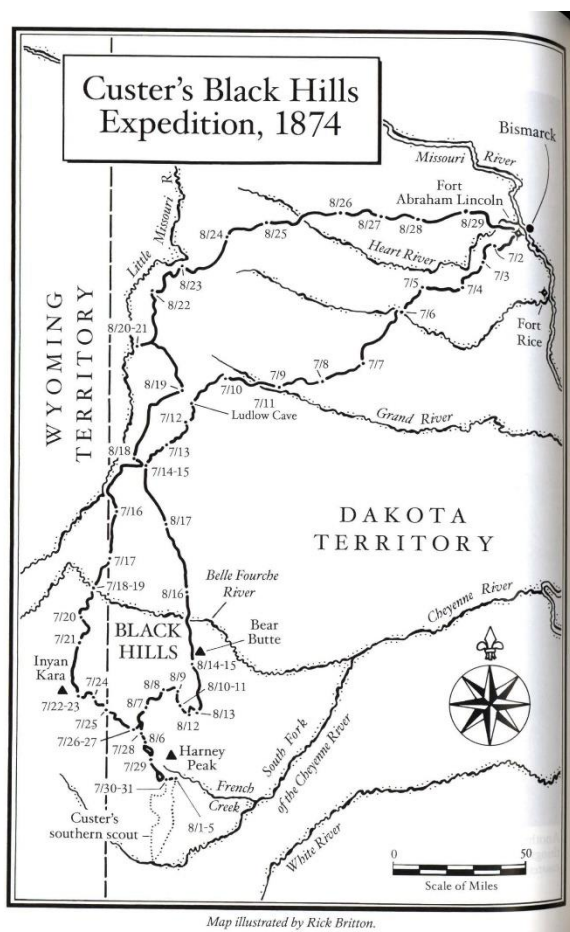 Custer's Black Hills
Expedition, 1874
Bismarck
Missouri River
Fort
Abraham Lincoln
Little Missouri R.
8/26
8/27
8/28
8/29
8/25
8/24
7/2
7/3
Heart River
8/23
7/5
7/4
8/22
7/6
Fort
Rice
WYOMING
TERRITORY
8/20-21
7/7
7/8
7/9
8/19
7/10
7/11
7/12
Ludlow Cave
Grand River
7/13
8/18
7/14-15
7/16
8/17
DAKOTA
TERRITORY
7/17
7/18-19
Belle Fourche
River
8/16
Cheyenne River
7/20
BLACK
HILLS
Bear
Butte
7/21
Inyan
Kara
8/14-15
7/24
8/8
8/9
8/10-11
7/22-23
8/7
8/13
8/12
7/25
7/26-27
8/6
7/28
Harney
Peak
7/29
South Fork
of the Cheyenne River
7/30-31
French
Creek
Custer's
southern scout
8/1-5
White River
0
50
Scale of Miles
Map illustrated by Rick Britton.